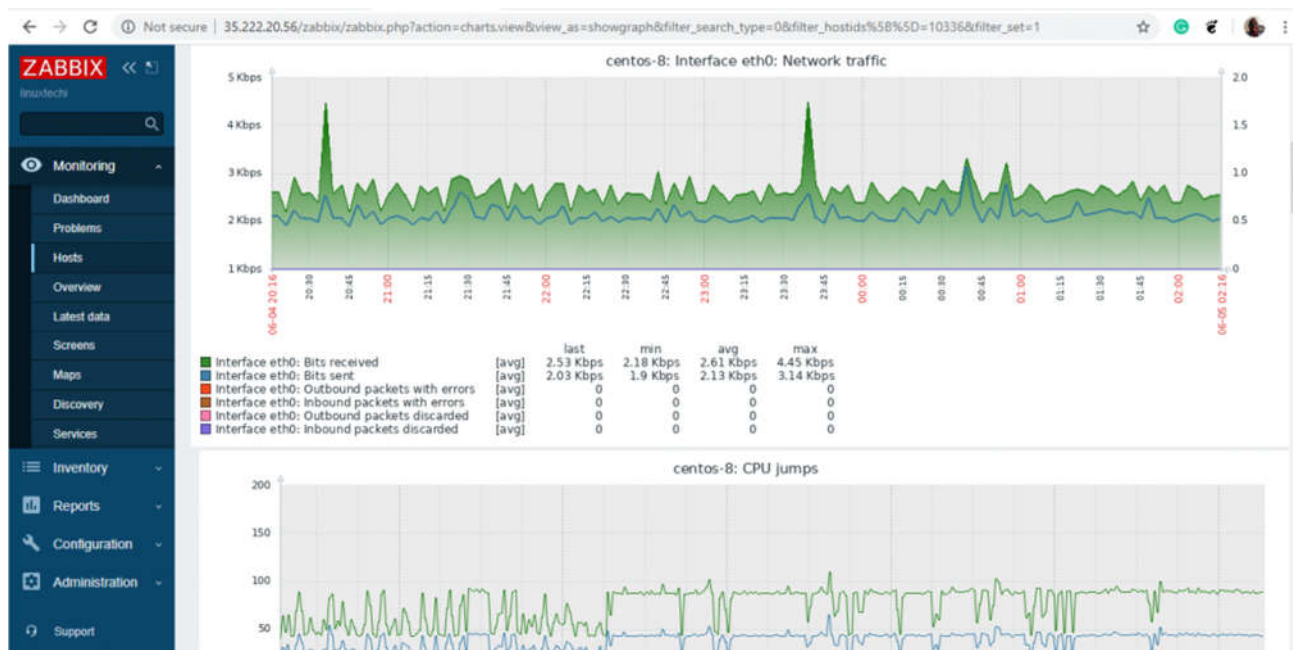 Not secure | 35.222.20.56/zabbix/zabbix.php?action=charts.view&view_as=showgraph&filter_search_type=0&filter_hostids%5B%5D=10336&filter_set=1
ZABBIX
linuxtechi
Monitoring
Dashboard
Problems
Hosts
Overview
Latest data
Screens
Maps
Discovery
Services
Inventory
Reports
Configuration
Administration
Support
centos-8: Interface eth0: Network traffic
5 Kbps 2.0
4 Kbps 1.5
3 Kbps 1.0
2 Kbps 0.5
1 Kbps 0
06-04 20:16 20:30 20:45 21:00 21:15 21:30 21:45 22:00 22:15 22:30 22:45 23:00 23:15 23:30 23:45 00:00 00:15 00:30 00:45 01:00 01:15 01:30 01:45 02:00 06-05 02:16
last min avg max
Interface eth0: Bits received [avg] 2.53 Kbps 2.18 Kbps 2.61 Kbps 4.45 Kbps
Interface eth0: Bits sent [avg] 2.03 Kbps 1.9 Kbps 2.13 Kbps 3.14 Kbps
Interface eth0: Outbound packets with errors [avg] 0 0 0 0
Interface eth0: Inbound packets with errors [avg] 0 0 0 0
Interface eth0: Outbound packets discarded [avg] 0 0 0 0
Interface eth0: Inbound packets discarded [avg] 0 0 0 0
centos-8: CPU jumps
200
150
100
50